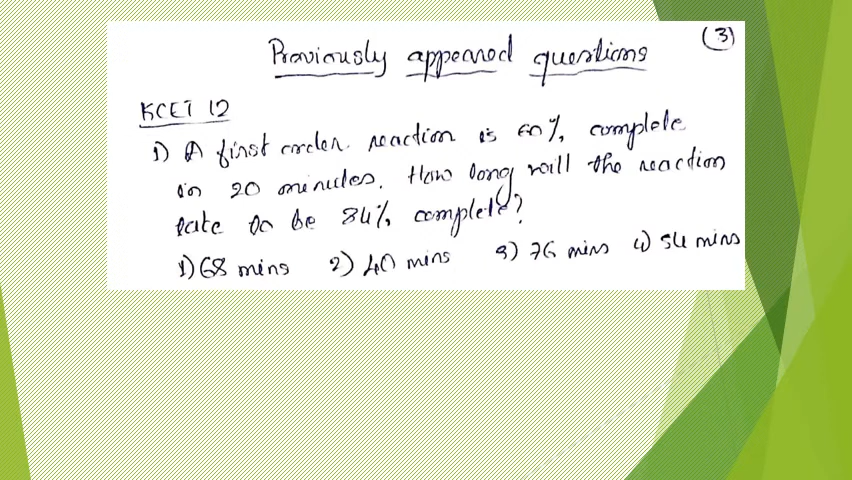 (3)
Previously appeared questions
KCET 12
1) A first order reaction is 60% complete
in 20 minutes. How long will the reaction
take to be 84% complete?
1) 68 mins 2) 40 mins 3) 76 mins 4) 54 mins